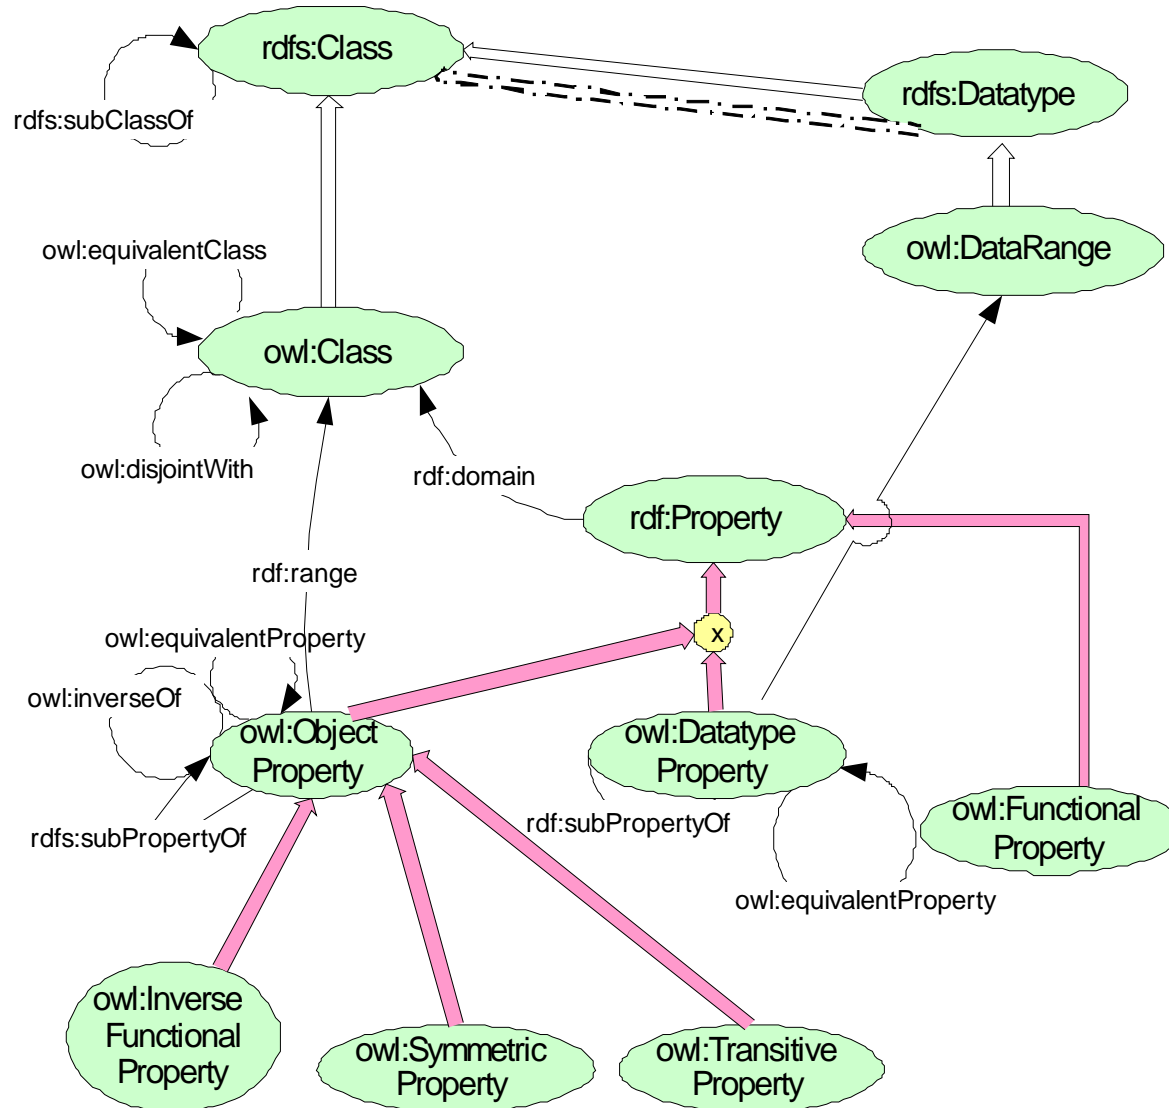 rdfs:Class
rdfs:Datatype
rdfs:subClassOf
owl:equivalentClass
owl:DataRange
owl:Class
owl:disjointWith
rdf:domain
rdf:Property
rdf:range
owl:equivalentProperty
x
owl:inverseOf
owl:Object
Property
owl:Datatype
Property
rdfs:subPropertyOf
rdf:subPropertyOf
owl:Functional
Property
owl:equivalentProperty
owl:Inverse
Functional
Property
owl:Symmetric
Property
owl:Transitive
Property